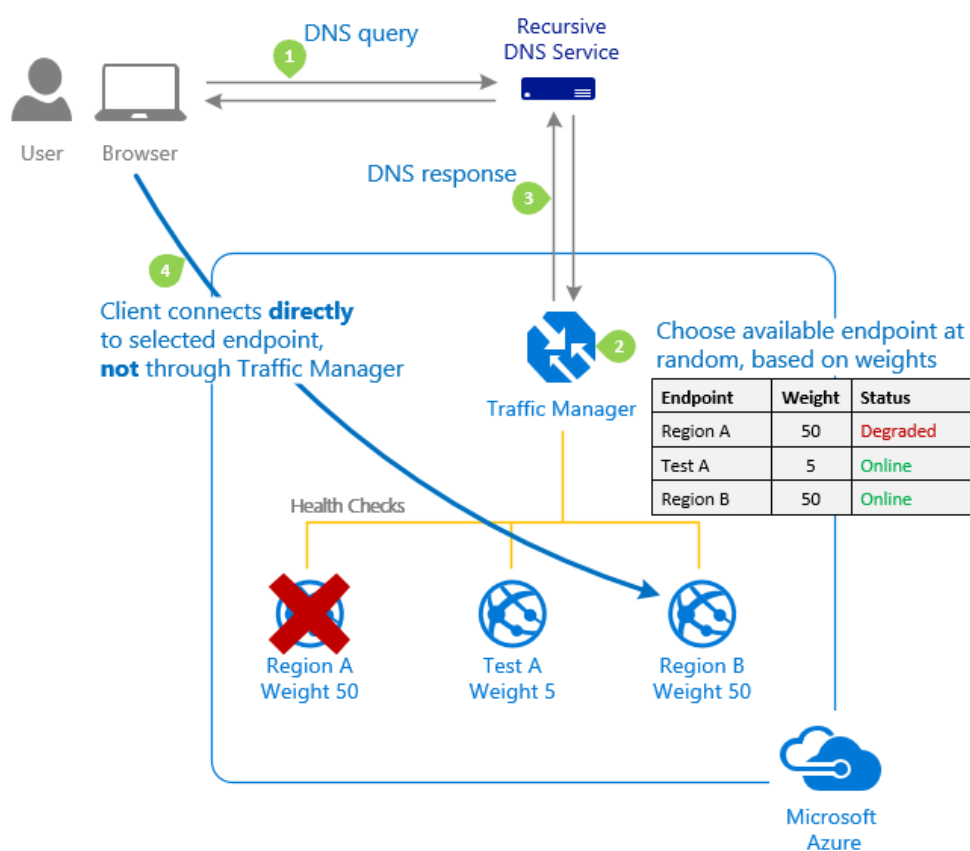 DNS query
1
Recursive
DNS Service
User
Browser
DNS response
3
4
Client connects directly
to selected endpoint,
not through Traffic Manager
2
Choose available endpoint at
random, based on weights
Traffic Manager
Endpoint Weight Status
Region A 50 Degraded
Test A 5 Online
Region B 50 Online
Health Checks
Region A
Weight 50
Test A
Weight 5
Region B
Weight 50
Microsoft
Azure